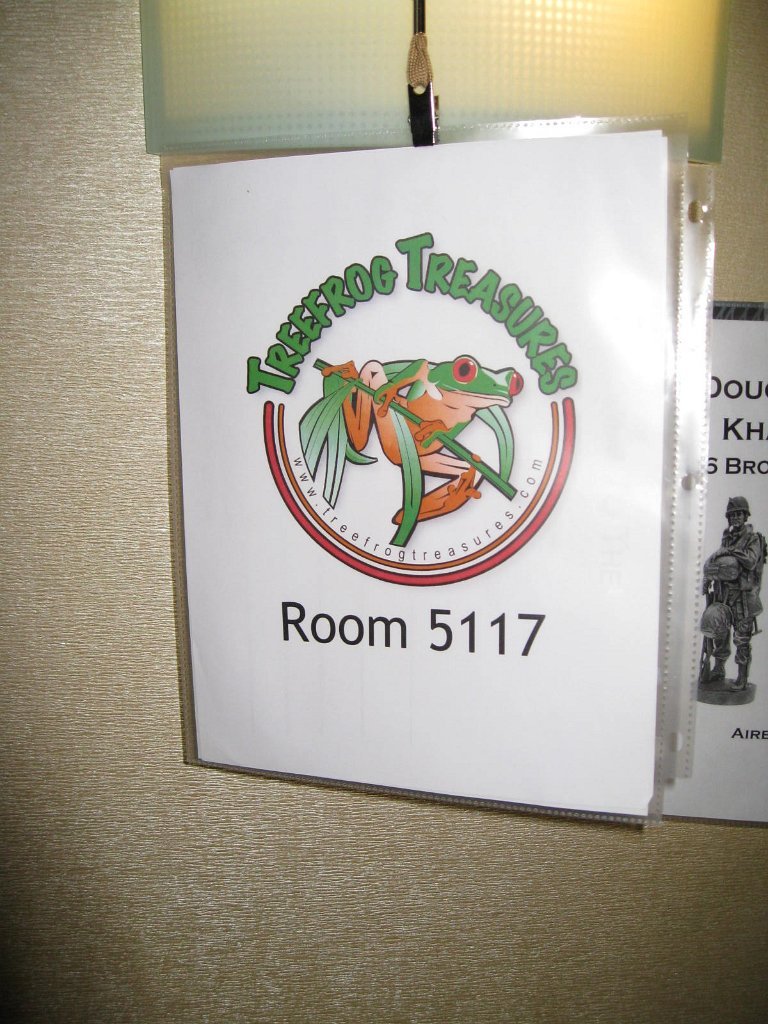 TREEFROG TREASURES
www.treefrogtreasures.com
Room 5117